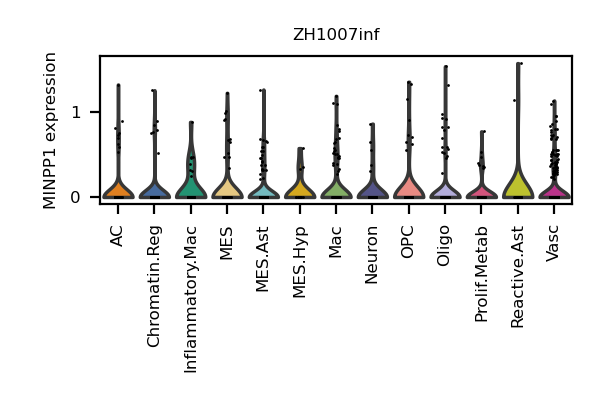 ZH1007inf
MINPP1 expression
1
0
AC
Chromatin.Reg
Inflammatory.Mac
MES
MES.Ast
MES.Hyp
Mac
Neuron
OPC
Oligo
Prolif.Metab
Reactive.Ast
Vasc